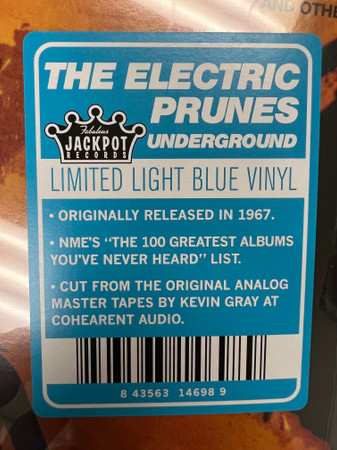 AND OTHE
THE ELECTRIC
PRUNES
Fabulous
JACKPOT
RECORDS
UNDERGROUND
LIMITED LIGHT BLUE VINYL
• ORIGINALLY RELEASED IN 1967.
• NME'S "THE 100 GREATEST ALBUMS
YOU'VE NEVER HEARD" LIST.
• CUT FROM THE ORIGINAL ANALOG
MASTER TAPES BY KEVIN GRAY AT
COHEARENT AUDIO.
8 43563 14698 9